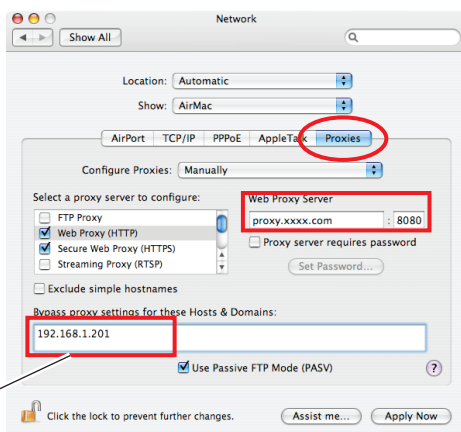 Network
Show All
Location: Automatic
Show: AirMac
AirPort TCP/IP PPPoE AppleTalk Proxies
Configure Proxies: Manually
Select a proxy server to configure:
FTP Proxy
Web Proxy (HTTP)
Secure Web Proxy (HTTPS)
Streaming Proxy (RTSP)
Web Proxy Server
proxy.xxxx.com : 8080
Proxy server requires password
Set Password...
Exclude simple hostnames
Bypass proxy settings for these Hosts & Domains:
192.168.1.201
Use Passive FTP Mode (PASV) ?
Click the lock to prevent further changes. Assist me... Apply Now